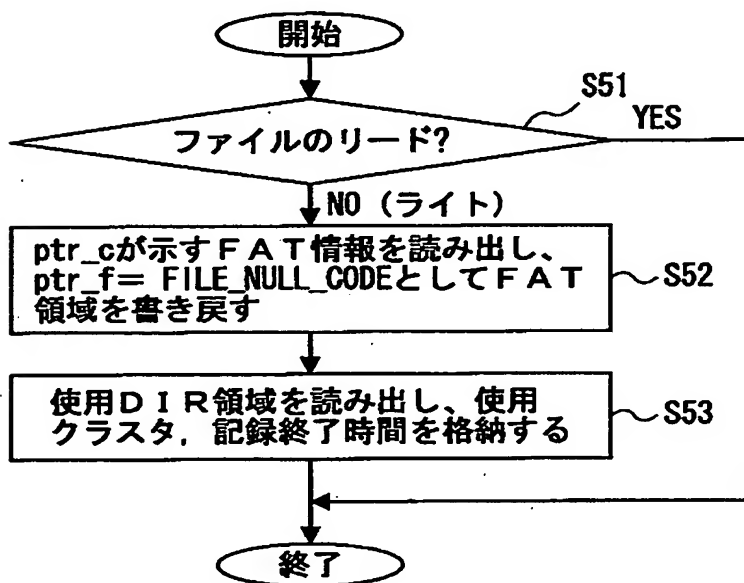 開始
S51
ファイルのリード?
YES
NO (ライト)
ptr_cが示すＦＡＴ情報を読み出し、
ptr_f= FILE_NULL_CODEとしてＦＡＴ
領域を書き戻す
S52
使用ＤＩＲ領域を読み出し、使用
クラスタ，記録終了時間を格納する
S53
終了